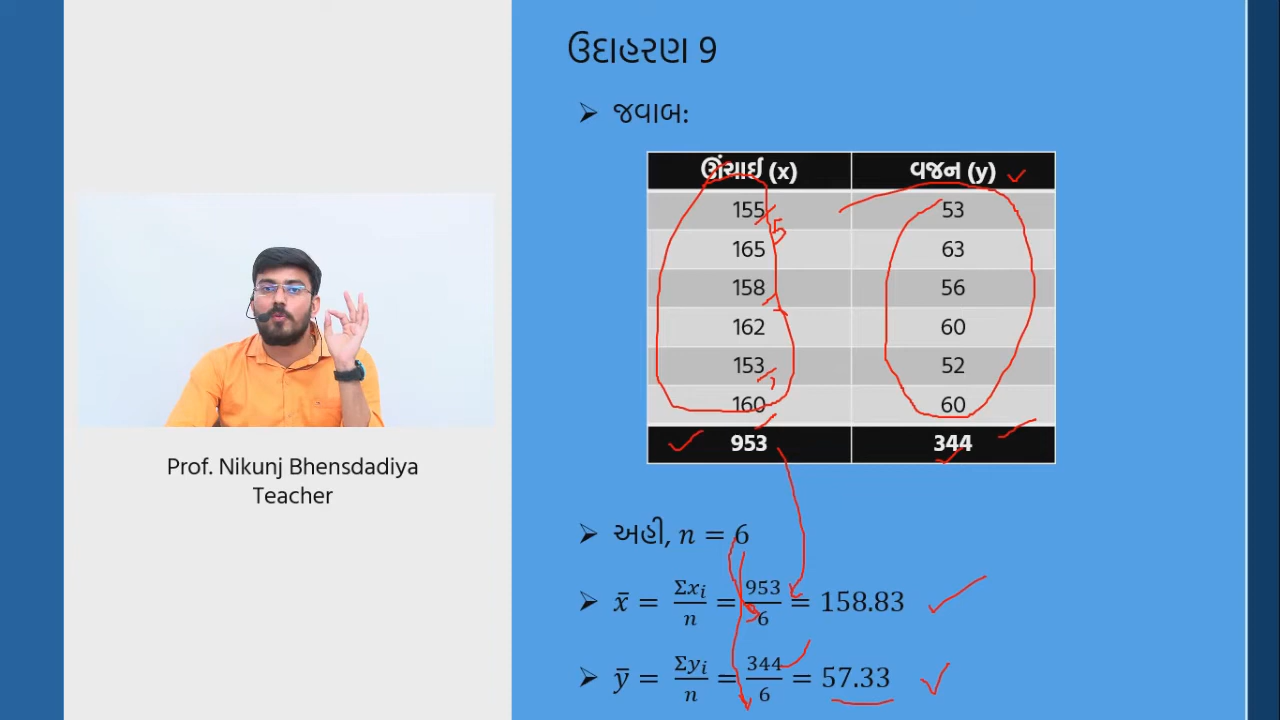 ઉદાહરણ 9
➢ જવાબ:
ઊંચાઈ (x) વજન (y)
155 53
165 63
158 56
162 60
153 52
160 60
953 344
Prof. Nikunj Bhensdadiya
Teacher
➢ અહી, n = 6
➢ x̄ = Σxᵢ/n = 953/6 = 158.83
➢ ȳ = Σyᵢ/n = 344/6 = 57.33